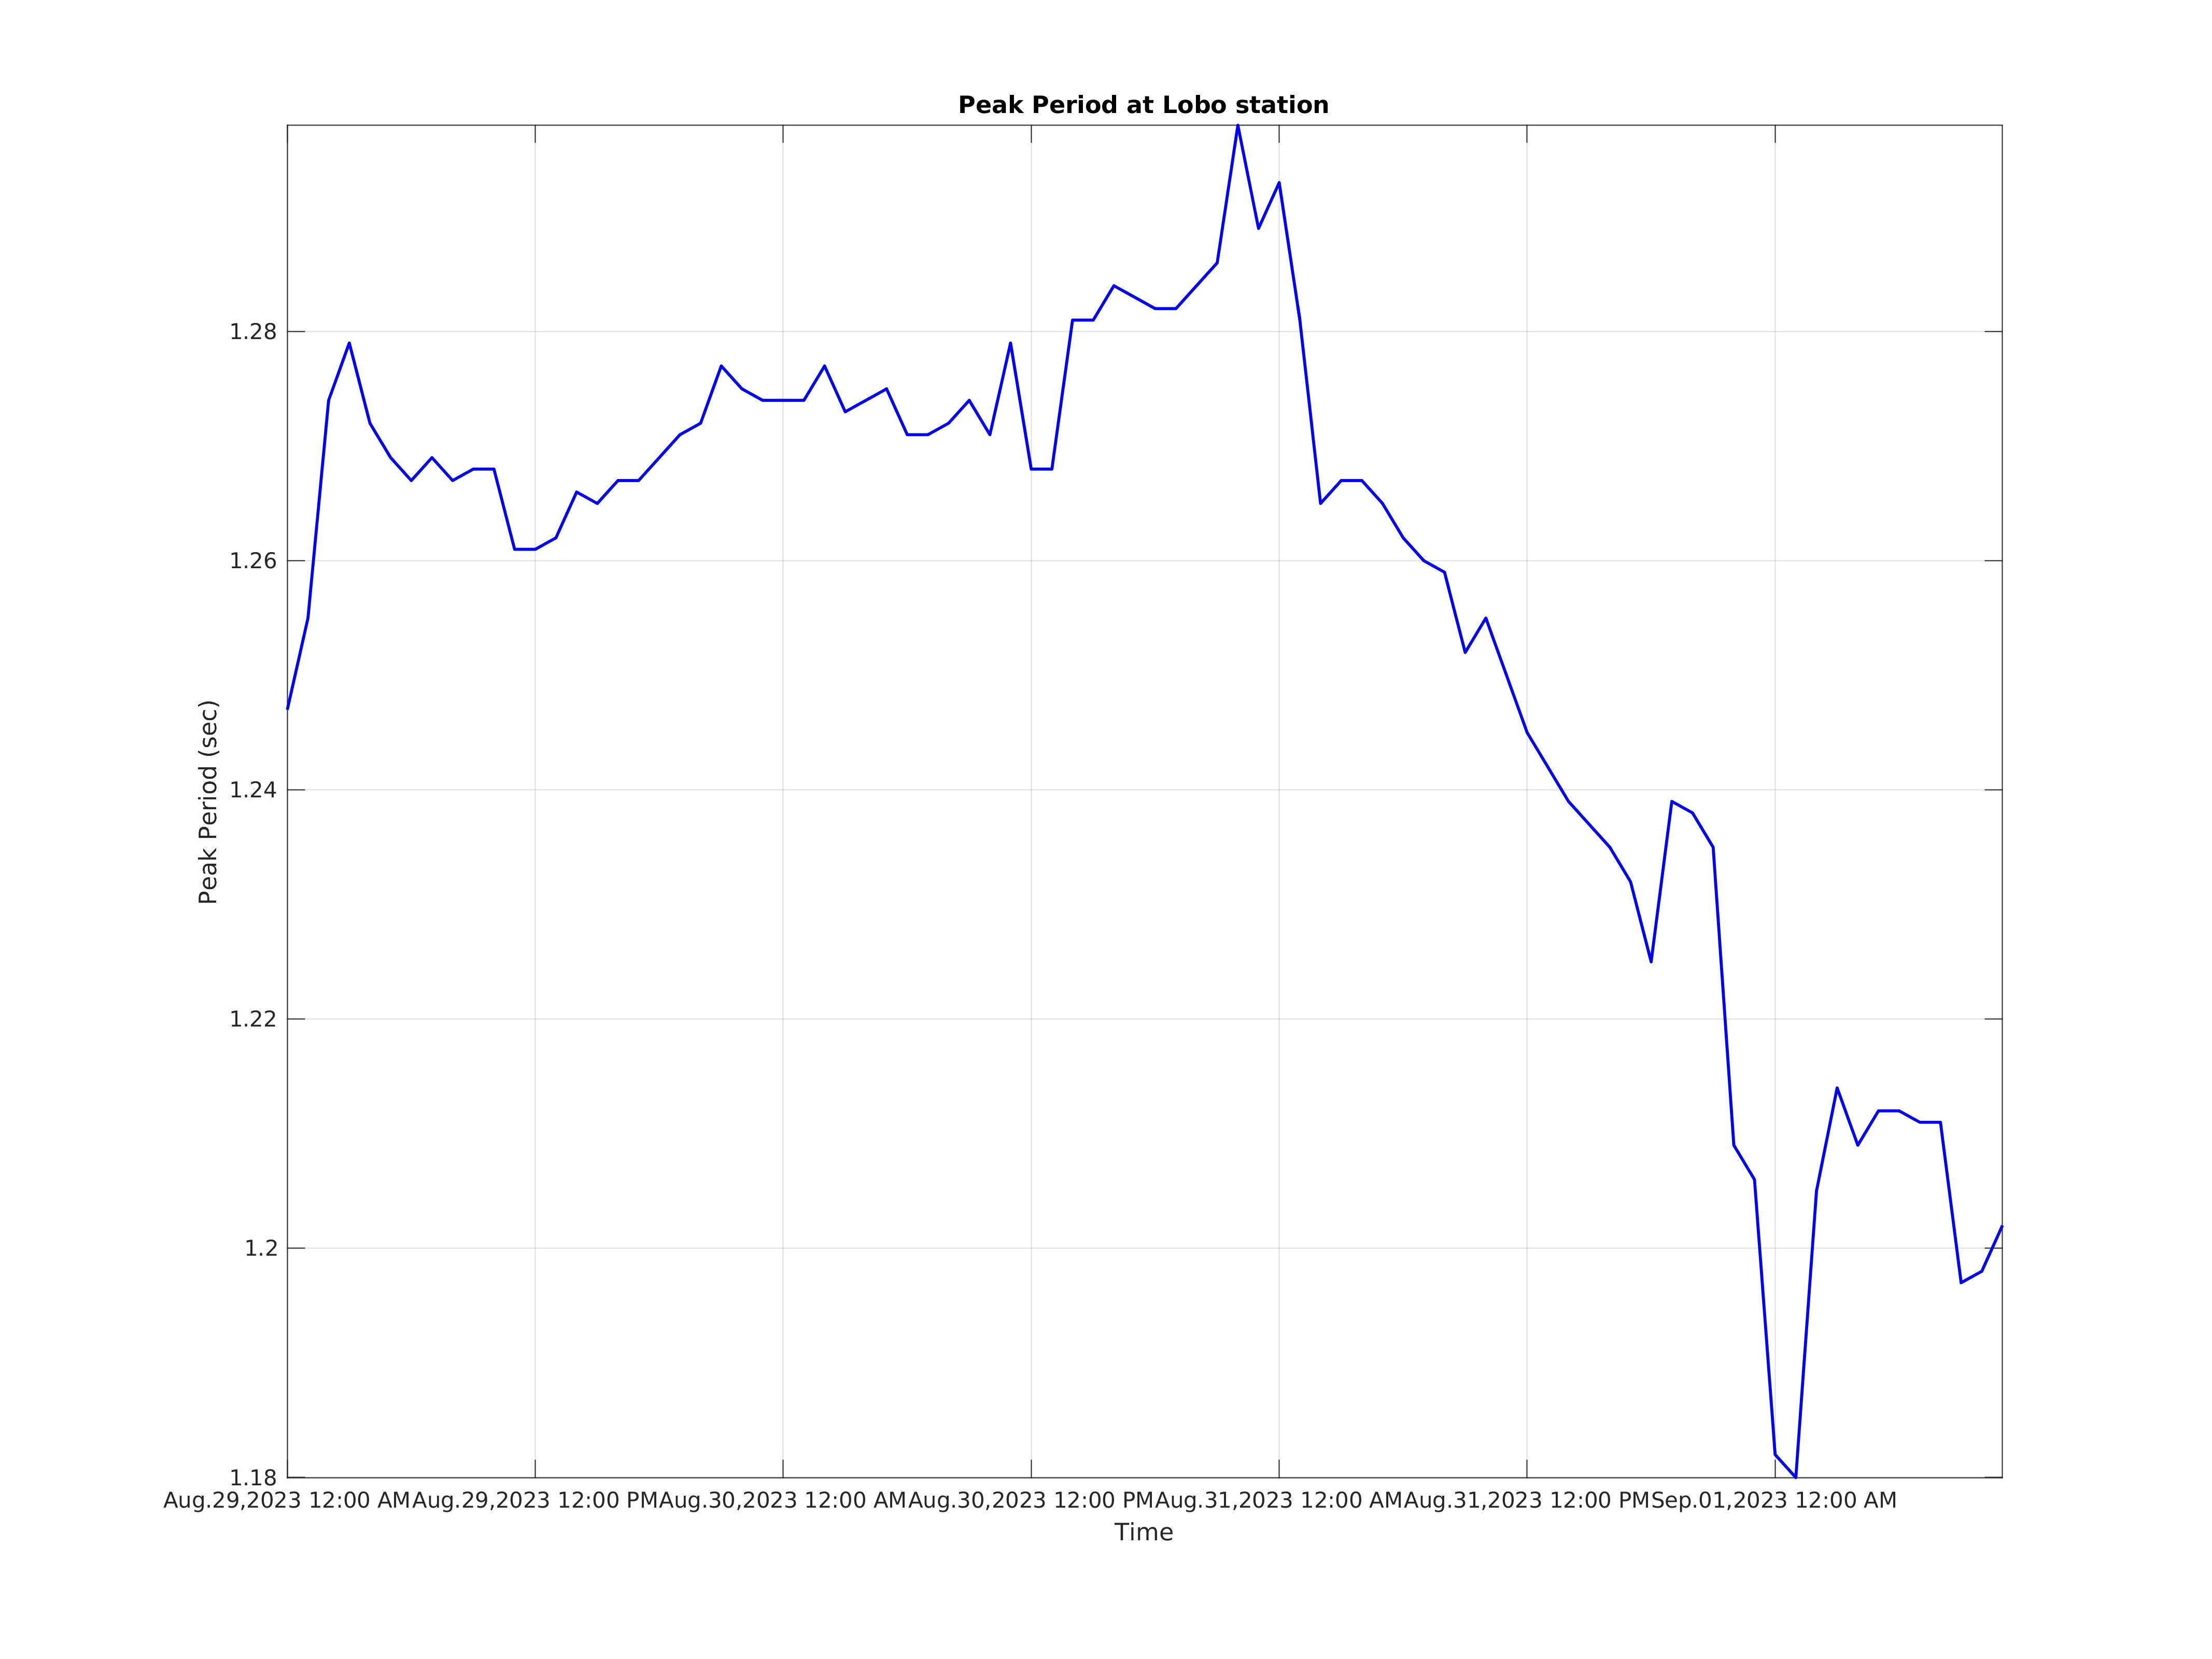 Peak Period at Lobo station
1.28
1.26
1.24
1.22
1.2
1.18
Peak Period (sec)
Aug.29,2023 12:00 AM Aug.29,2023 12:00 PM Aug.30,2023 12:00 AM Aug.30,2023 12:00 PM Aug.31,2023 12:00 AM Aug.31,2023 12:00 PM Sep.01,2023 12:00 AM
Time